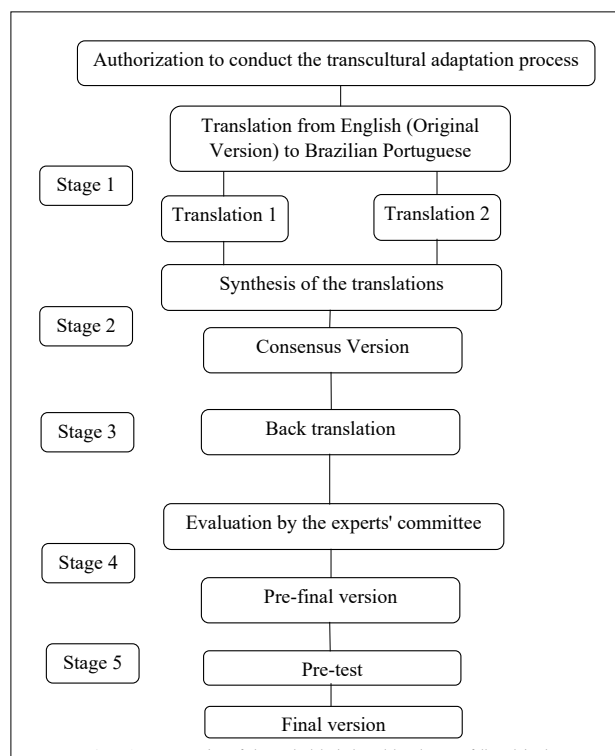 Authorization to conduct the transcultural adaptation process
Translation from English (Original
Version) to Brazilian Portuguese
Stage 1
Translation 1
Translation 2
Synthesis of the translations
Stage 2
Consensus Version
Stage 3
Back translation
Evaluation by the experts' committee
Stage 4
Pre-final version
Stage 5
Pre-test
Final version